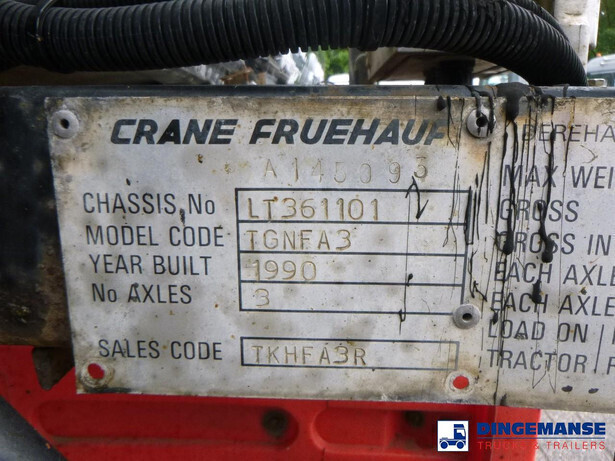 CRANE FRUEHAUF
A145093
CHASSIS No LT361101
MODEL CODE TGNFA3
YEAR BUILT 1990
No AXLES 3
SALES CODE TKHFA3R
DEREHA
MAX WEI
GROSS
GROSS IN
EACH AXLE
EACH AXLE
LOAD ON
TRACTOR
DINGEMANSE
TRUCKS & TRAILERS